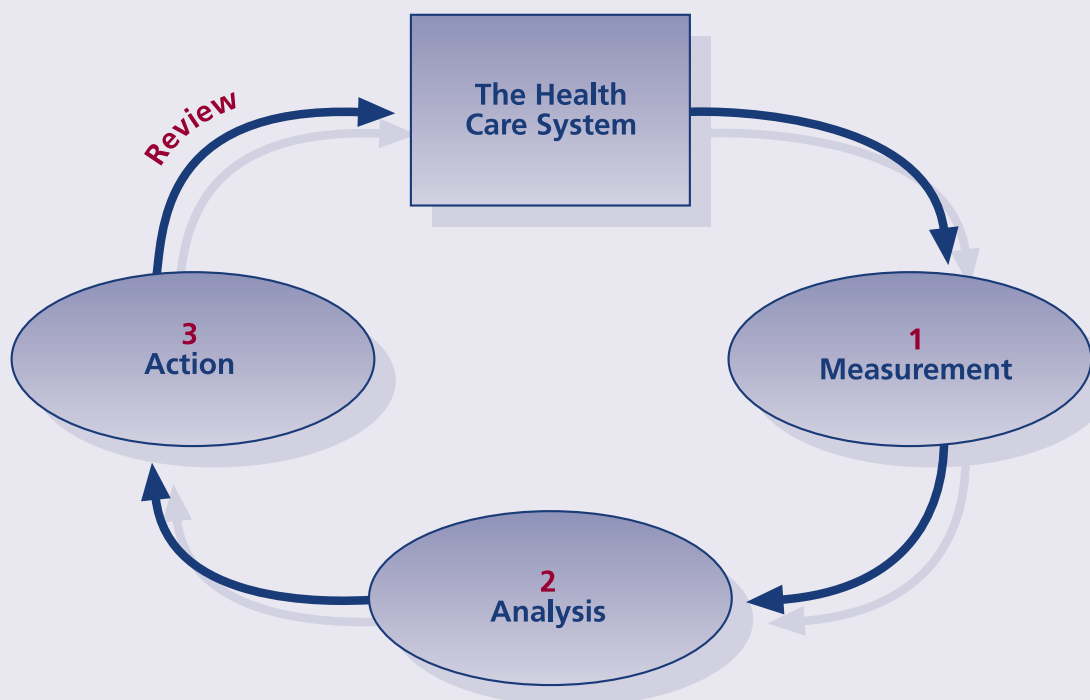 The Health
Care System
Review
1
Measurement
2
Analysis
3
Action